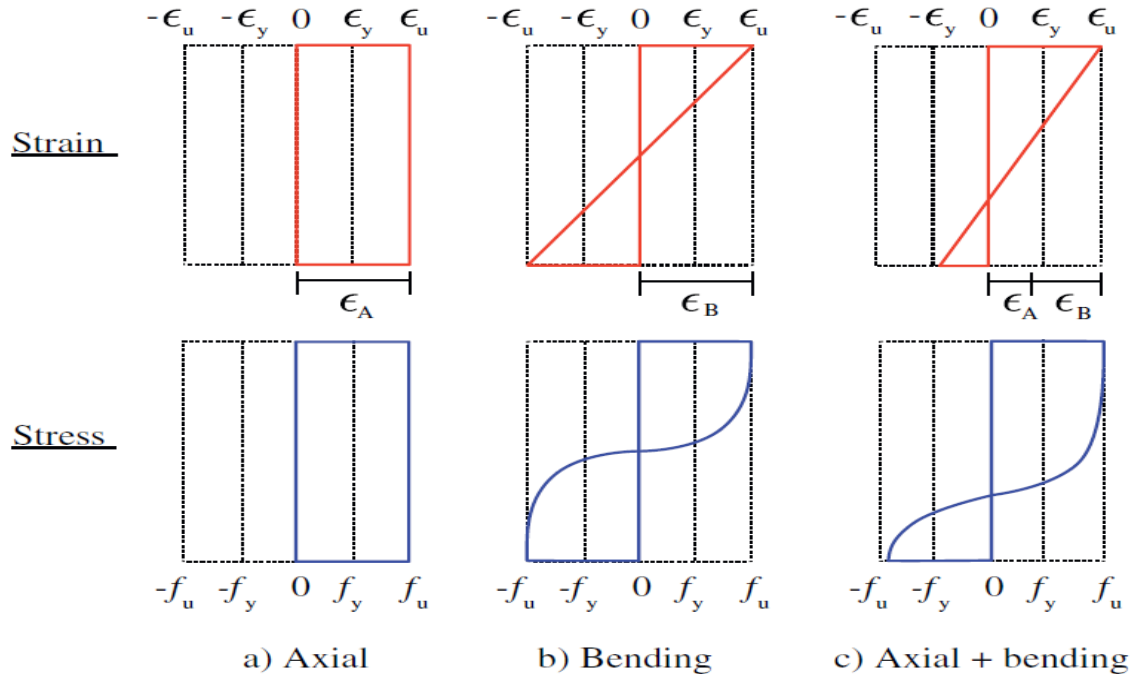 -ϵu -ϵy 0 ϵy ϵu -ϵu -ϵy 0 ϵy ϵu -ϵu -ϵy 0 ϵy ϵu
Strain
ϵA ϵB ϵA ϵB
Stress
-fu -fy 0 fy fu -fu -fy 0 fy fu -fu -fy 0 fy fu
a) Axial b) Bending c) Axial + bending